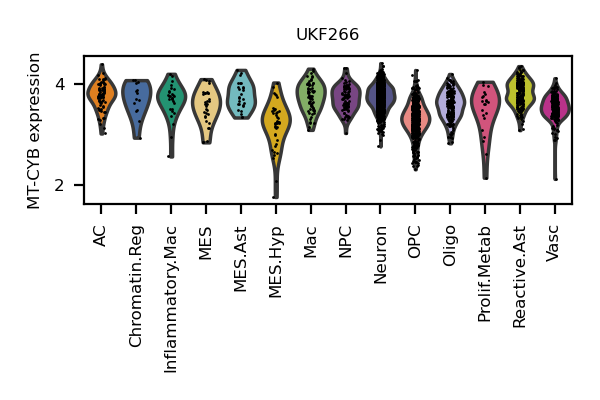 UKF266
MT-CYB expression
4
2
AC
Chromatin.Reg
Inflammatory.Mac
MES
MES.Ast
MES.Hyp
Mac
NPC
Neuron
OPC
Oligo
Prolif.Metab
Reactive.Ast
Vasc